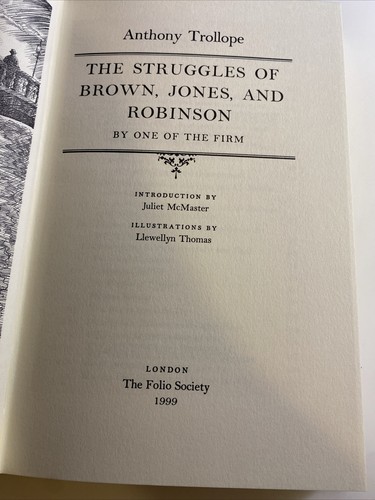 Anthony Trollope
THE STRUGGLES OF
BROWN, JONES, AND
ROBINSON
BY ONE OF THE FIRM
INTRODUCTION BY
Juliet McMaster
ILLUSTRATIONS BY
Llewellyn Thomas
LONDON
The Folio Society
1999